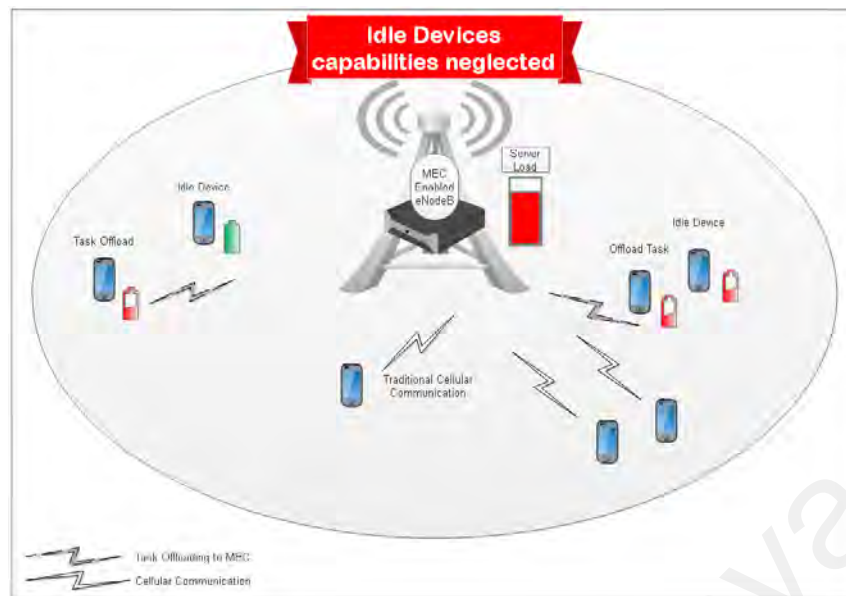 Idle Devices
capabilities neglected
MEC
Enabled
eNodeB
Server
Load
Idle Device
Task Offload
Idle Device
Offload Task
Traditional Cellular
Communication
Task Offloading to MEC
Cellular Communication